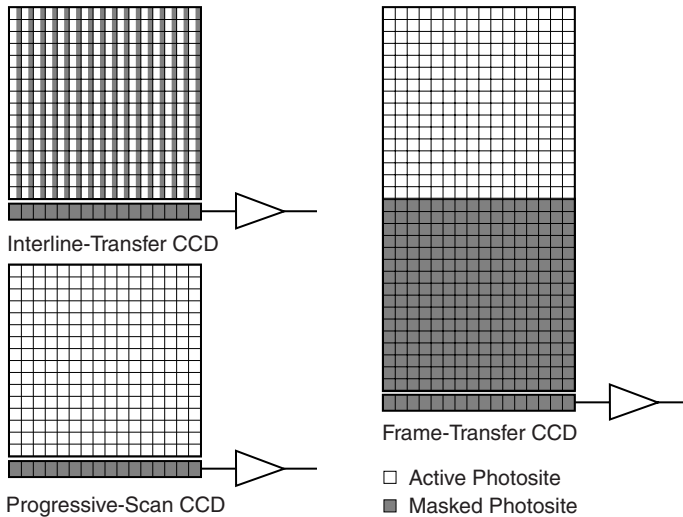 Interline-Transfer CCD
Progressive-Scan CCD
Frame-Transfer CCD
Active Photosite
Masked Photosite